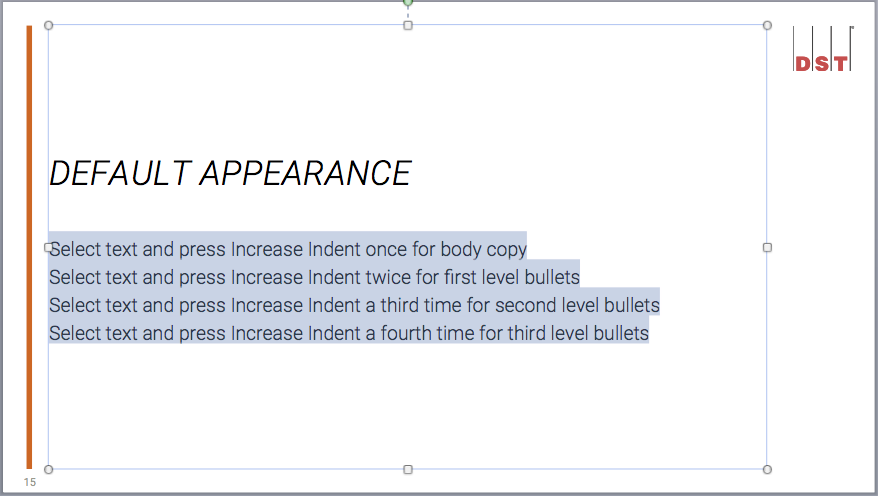 DST
DEFAULT APPEARANCE
Select text and press Increase Indent once for body copy
Select text and press Increase Indent twice for first level bullets
Select text and press Increase Indent a third time for second level bullets
Select text and press Increase Indent a fourth time for third level bullets
15